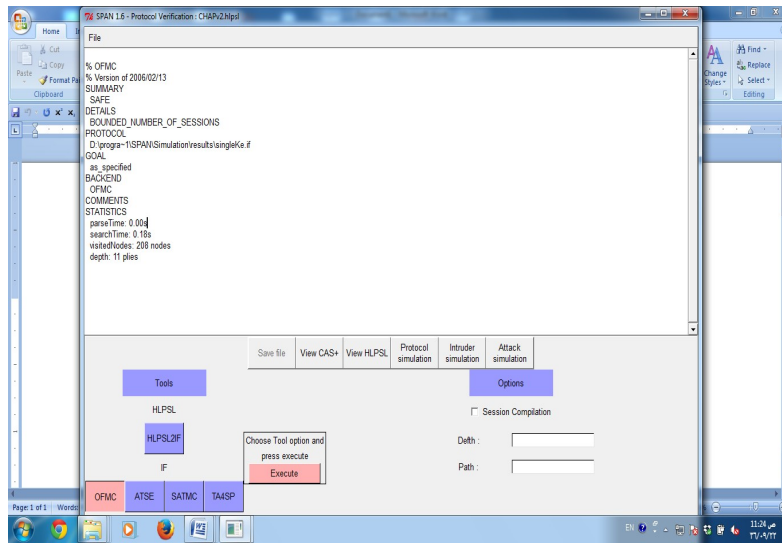 SPAN 1.6 - Protocol Verification : CHAPv2.hlpsl
Home
Cut
Copy
Paste
Format Pai
Clipboard
Find
Replace
Change
Styles
Select
Editing
File
% OFMC
% Version of 2006/02/13
SUMMARY
SAFE
DETAILS
BOUNDED_NUMBER_OF_SESSIONS
PROTOCOL
D:\progra~1\SPAN\Simulation\results\singleKe.if
GOAL
as_specified
BACKEND
OFMC
COMMENTS
STATISTICS
parseTime: 0.00s
searchTime: 0.18s
visitedNodes: 208 nodes
depth: 11 plies
Save file
View CAS+
View HLPSL
Protocol simulation
Intruder simulation
Attack simulation
Tools
Options
HLPSL
Session Compilation
HLPSL2IF
Choose Tool option and
press execute
Execute
Defth :
IF
Path :
OFMC
ATSE
SATMC
TA4SP
Page: 1 of 1
Words:
EN
11:24 ص